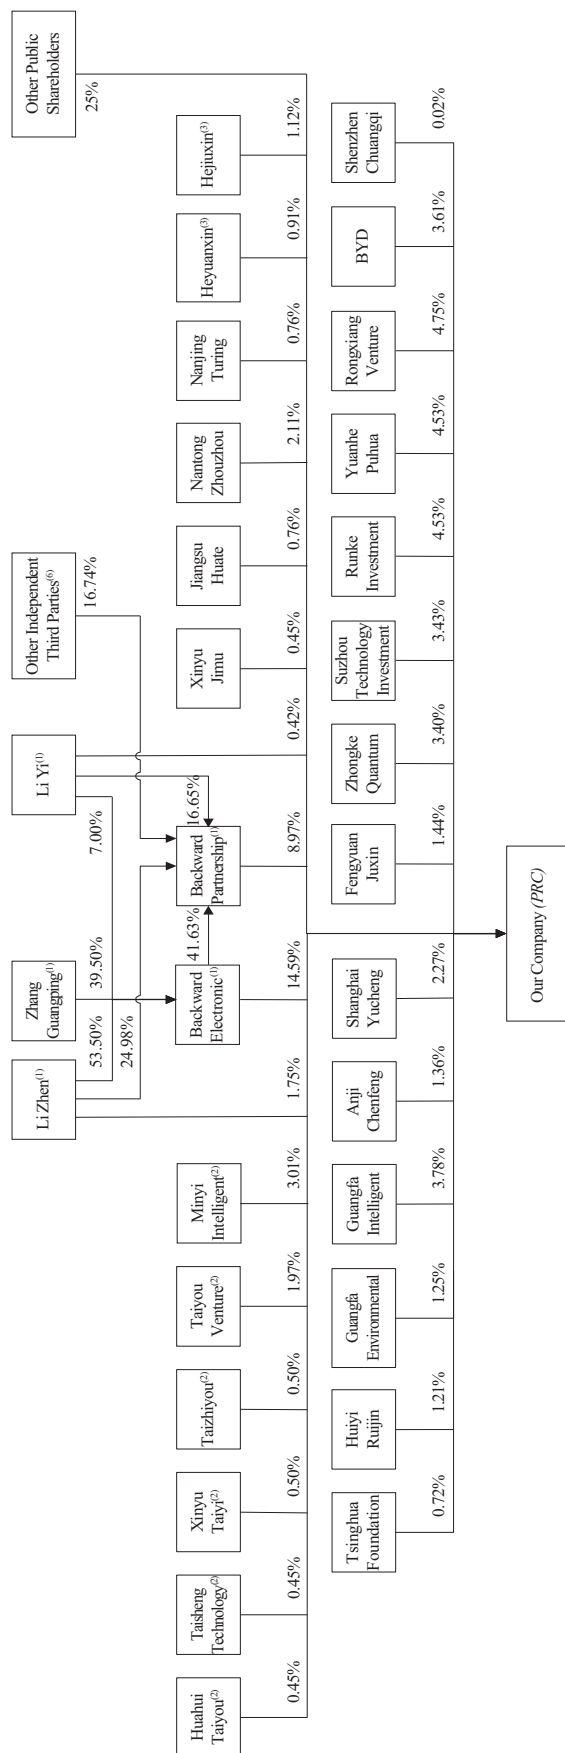 Li Zhen(1)
Zhang
Guangping(1)
Li Yi(1)
Other Independent
Third Parties(6)
Other Public
Shareholders
53.50%
39.50%
7.00%
24.98%
16.74%
25%
Huahui
Taiyou(2)
Taisheng
Technology(2)
Xinyu
Taiyi(2)
Taizhiyou(2)
Taiyou
Venture(2)
Minyi
Intelligent(2)
Backward
Electronic(1)
41.63%
Backward
Partnership(1)
16.65%
Xinyu
Jimu
Jiangsu
Huate
Nantong
Zhouzhou
Nanjing
Turing
Heyuanxin(3)
Hejiuxin(3)
0.45%
0.45%
0.50%
0.50%
1.97%
3.01%
1.75%
14.59%
8.97%
0.42%
0.45%
0.76%
2.11%
0.76%
0.91%
1.12%
Tsinghua
Foundation
Huiyi
Ruijin
Guangfa
Environmental
Guangfa
Intelligent
Anji
Chenfeng
Shanghai
Yucheng
Fengyuan
Juxin
Zhongke
Quantum
Suzhou
Technology
Investment
Runke
Investment
Yuanhe
Puhua
Rongxiang
Venture
BYD
Shenzhen
Chuangqi
0.72%
1.21%
1.25%
3.78%
1.36%
2.27%
1.44%
3.40%
3.43%
4.53%
4.53%
4.75%
3.61%
0.02%
Our Company (PRC)